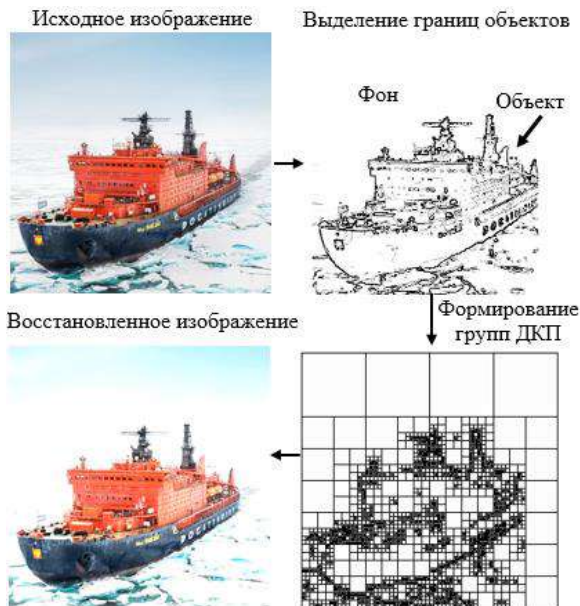 Исходное изображение
Выделение границ объектов
Фон
Объект
Восстановленное изображение
Формирование
групп ДКП